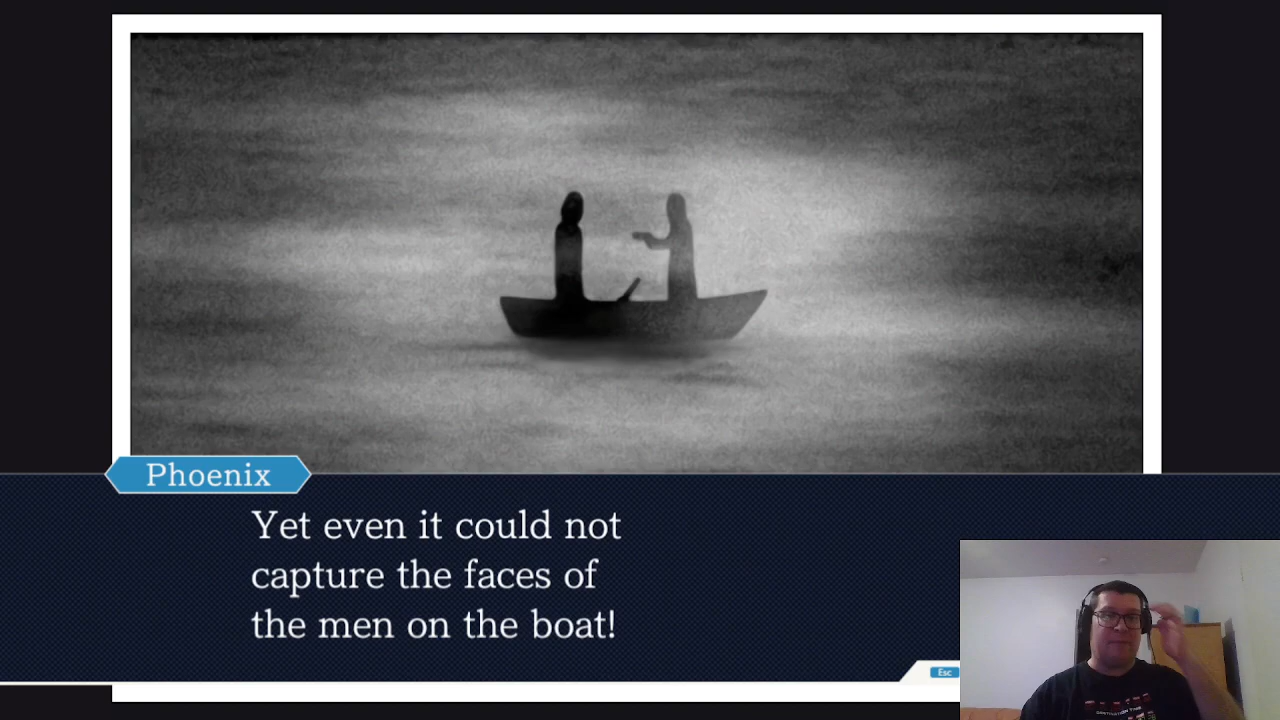 Phoenix
Yet even it could not
capture the faces of
the men on the boat!
Esc